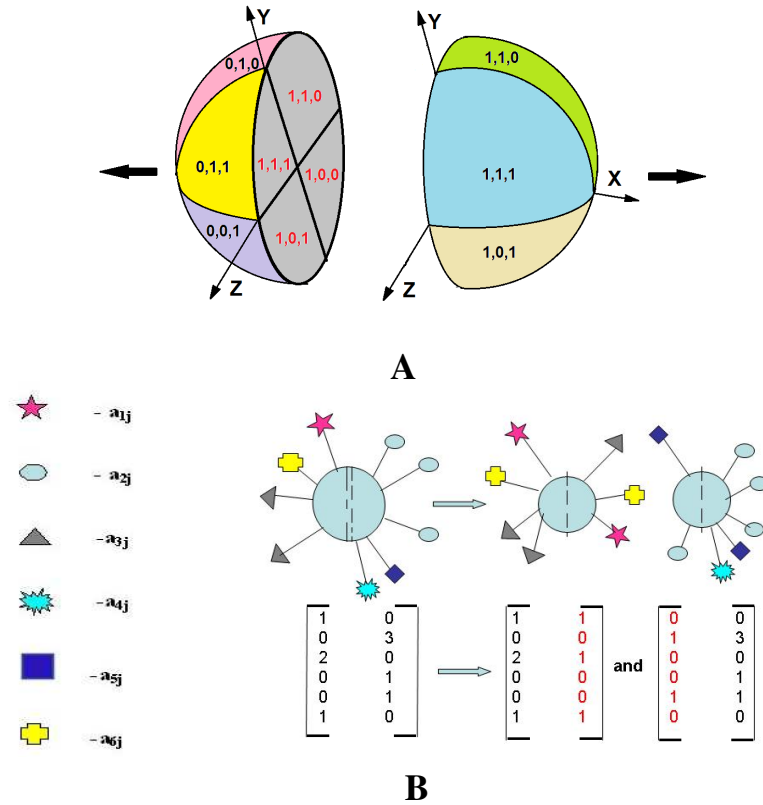 Y
0,1,0
1,1,0
0,1,1
1,1,1
1,0,0
0,0,1
1,0,1
Z
Y
1,1,0
1,1,1
X
1,0,1
Z
A
- a1j
- a2j
- a3j
- a4j
- a5j
- a6j
1 0
0 3
2 0
0 1
0 1
1 0
1 1
0 0
2 1
0 0
0 0
1 1
and
0 0
1 3
0 0
0 1
1 1
0 0
B